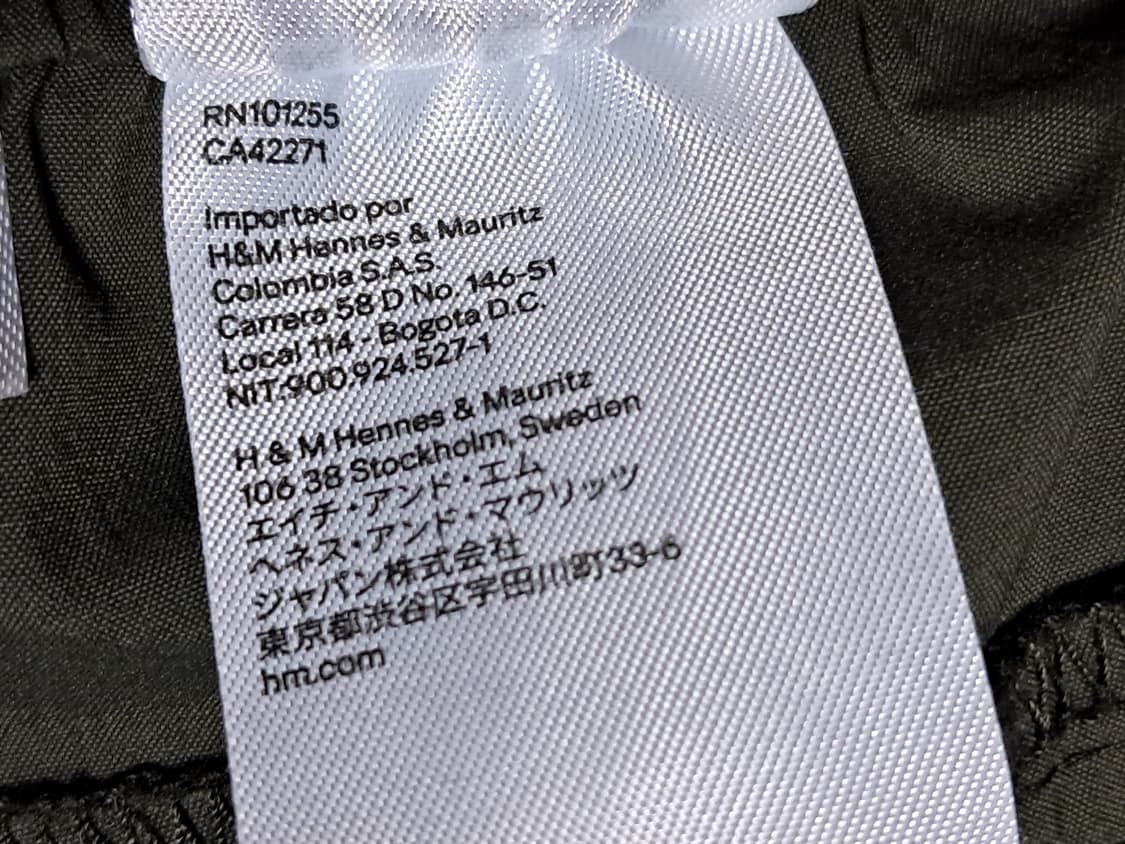 RN101255
CA42271
Importado por
H&M Hennes & Mauritz
Colombia S.A.S.
Carrera 58 D No. 146-51
Local 114 - Bogota D.C.
NIT:900.924.527-1
H & M Hennes & Mauritz
106 38 Stockholm, Sweden
エイチ・アンド・エム
ヘネス・アンド・マウリッツ
ジャパン株式会社
東京都渋谷区宇田川町33-6
hm.com